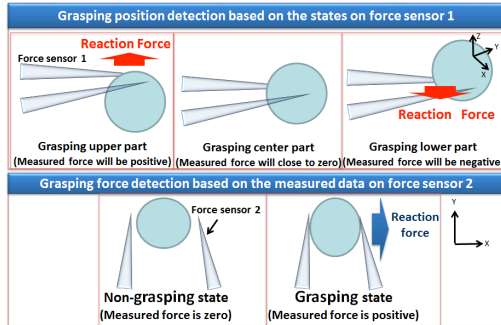 Grasping position detection based on the states on force sensor 1
Reaction Force
Force sensor 1
Z
Y
X
Reaction Force
Grasping upper part
(Measured force will be positive)
Grasping center part
(Measured force will close to zero)
Grasping lower part
(Measured force will be negative)
Grasping force detection based on the measured data on force sensor 2
Force sensor 2
Reaction
force
Y
X
Non-grasping state
(Measured force is zero)
Grasping state
(Measured force is positive)